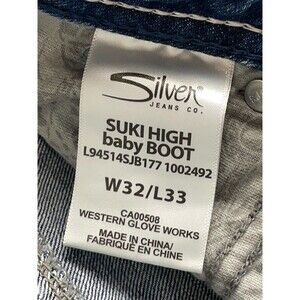 Silver
JEANS CO.
SUKI HIGH
baby BOOT
L94514SJB177 1002492
W32/L33
CA00508
WESTERN GLOVE WORKS
MADE IN CHINA/
FABRIQUÉ EN CHINE